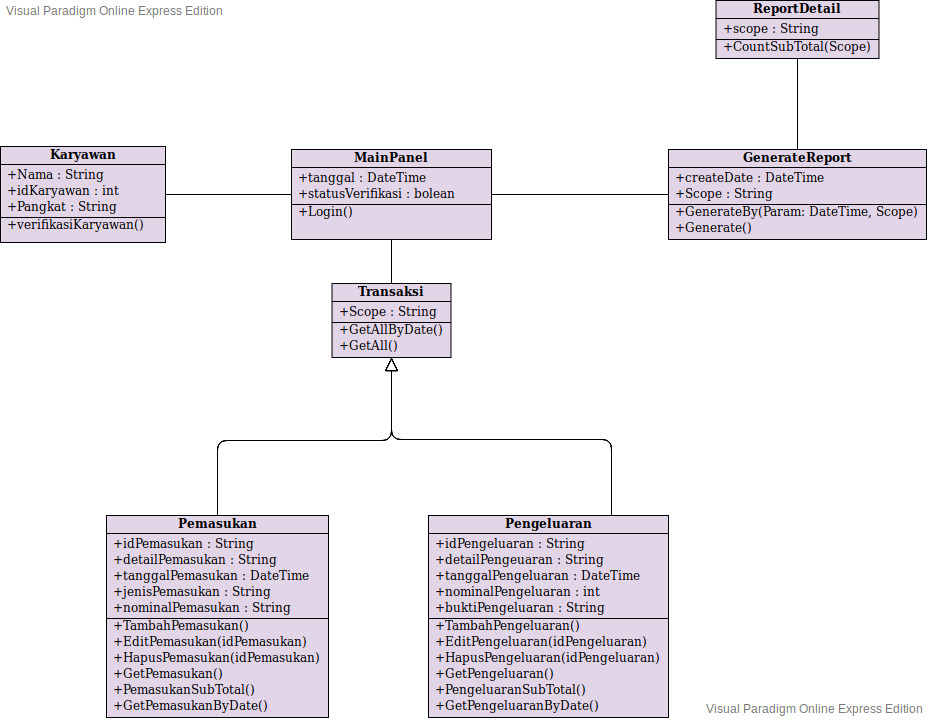 Visual Paradigm Online Express Edition
ReportDetail
+scope : String
+CountSubTotal(Scope)
Karyawan
+Nama : String
+idKaryawan : int
+Pangkat : String
+verifikasiKaryawan()
MainPanel
+tanggal : DateTime
+statusVerifikasi : bolean
+Login()
GenerateReport
+createDate : DateTime
+Scope : String
+GenerateBy(Param: DateTime, Scope)
+Generate()
Transaksi
+Scope : String
+GetAllByDate()
+GetAll()
Pemasukan
+idPemasukan : String
+detailPemasukan : String
+tanggalPemasukan : DateTime
+jenisPemasukan : String
+nominalPemasukan : String
+TambahPemasukan()
+EditPemasukan(idPemasukan)
+HapusPemasukan(idPemasukan)
+GetPemasukan()
+PemasukanSubTotal()
+GetPemasukanByDate()
Pengeluaran
+idPengeluaran : String
+detailPengeuaran : String
+tanggalPengeluaran : DateTime
+nominalPengeluaran : int
+buktiPengeluaran : String
+TambahPengeluaran()
+EditPengeluaran(idPengeluaran)
+HapusPengeluaran(idPengeluaran)
+GetPengeluaran()
+PengeluaranSubTotal()
+GetPengeluaranByDate()
Visual Paradigm Online Express Edition